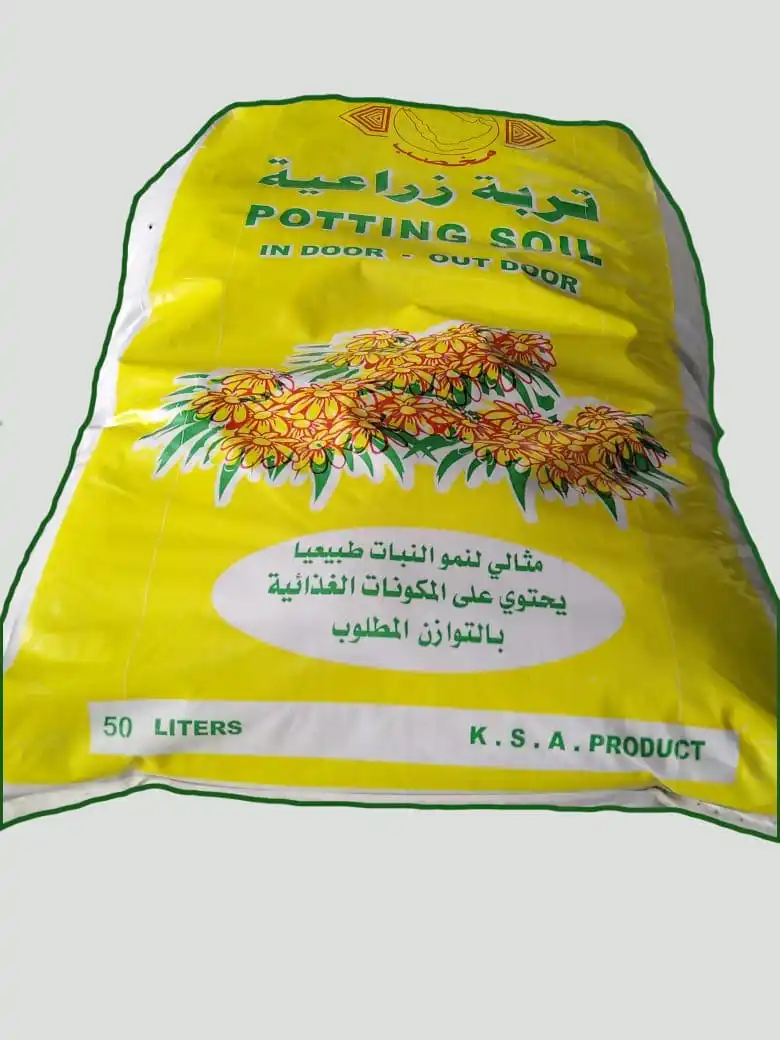 مخصب
تربة زراعية
POTTING SOIL
IN DOOR - OUT DOOR
مثالي لنمو النبات طبيعيا
يحتوي على المكونات الغذائية
بالتوازن المطلوب
50 LITERS
K.S.A. PRODUCT